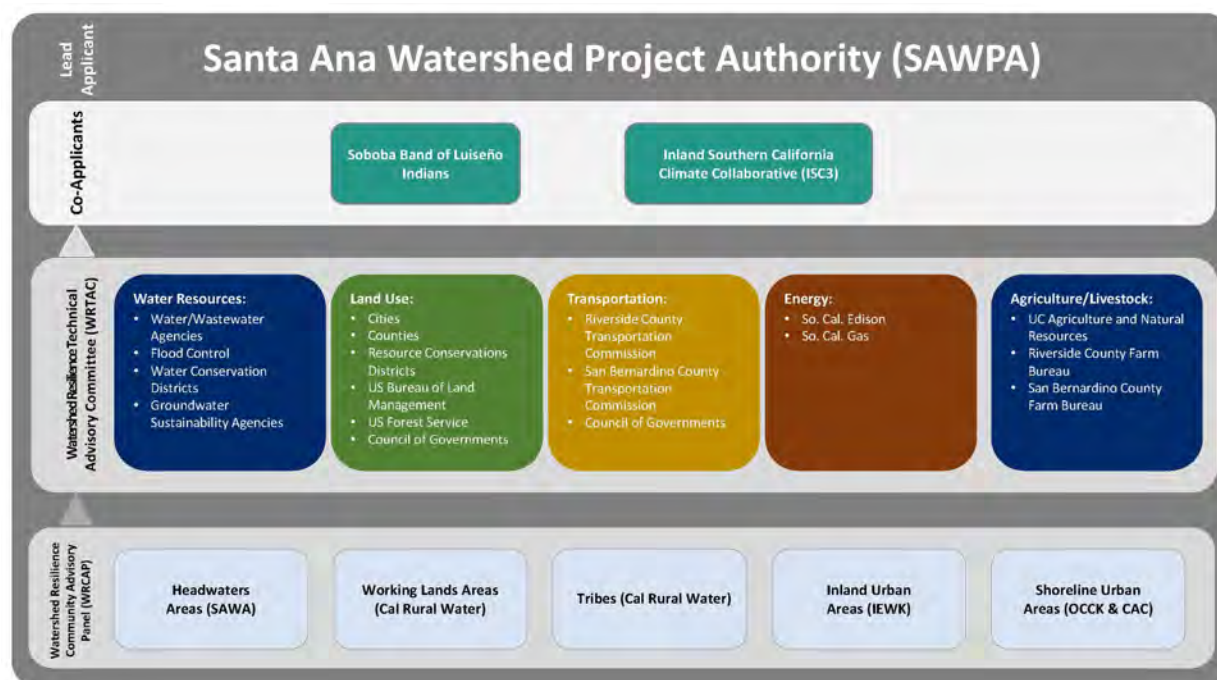 Lead
Applicant
Santa Ana Watershed Project Authority (SAWPA)
Co-Applicants
Soboba Band of Luiseño
Indians
Inland Southern California
Climate Collaborative (ISC3)
Watershed Resilience Technical
Advisory Committee (WRTAC)
Water Resources:
• Water/Wastewater
Agencies
• Flood Control
• Water Conservation
Districts
• Groundwater
Sustainability Agencies
Land Use:
• Cities
• Counties
• Resource Conservations
Districts
• US Bureau of Land
Management
• US Forest Service
• Council of Governments
Transportation:
• Riverside County
Transportation
Commission
• San Bernardino County
Transportation
Commission
• Council of Governments
Energy:
• So. Cal. Edison
• So. Cal. Gas
Agriculture/Livestock:
• UC Agriculture and Natural
Resources
• Riverside County Farm
Bureau
• San Bernardino County
Farm Bureau
Watershed Resilience
Community Advisory
Panel (WRCAP)
Headwaters
Areas (SAWA)
Working Lands Areas
(Cal Rural Water)
Tribes (Cal Rural Water)
Inland Urban
Areas (IEWK)
Shoreline Urban
Areas (OCCK & CAC)